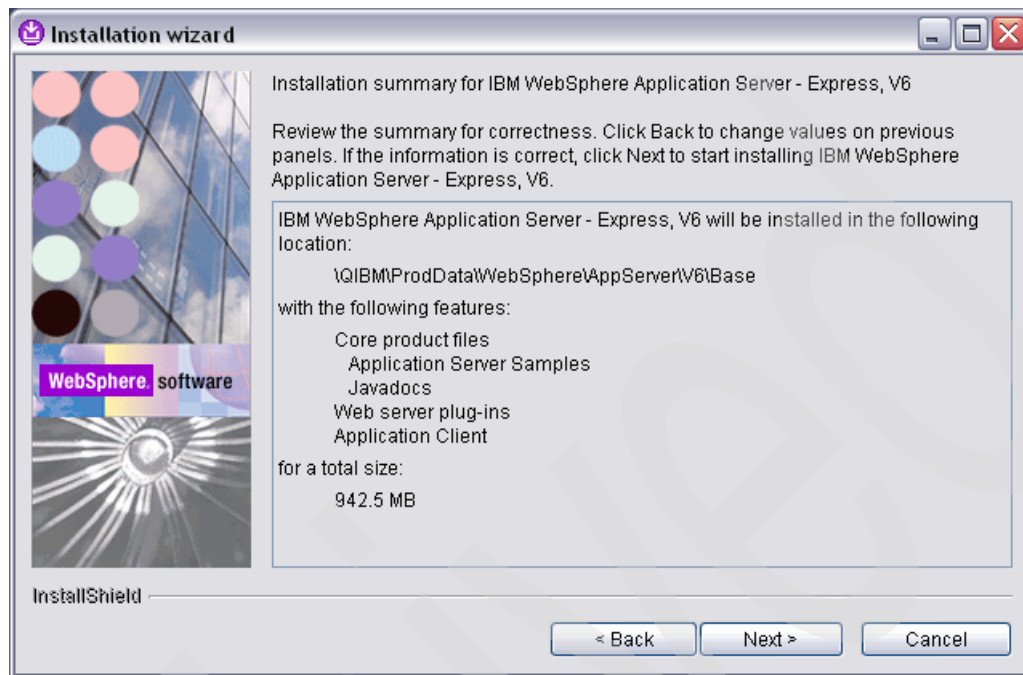 Installation wizard
Installation summary for IBM WebSphere Application Server - Express, V6
Review the summary for correctness. Click Back to change values on previous
panels. If the information is correct, click Next to start installing IBM WebSphere
Application Server - Express, V6.
IBM WebSphere Application Server - Express, V6 will be installed in the following
location:
\QIBM\ProdData\WebSphere\AppServer\V6\Base
with the following features:
Core product files
Application Server Samples
Javadocs
Web server plug-ins
Application Client
for a total size:
942.5 MB
WebSphere. software
InstallShield
< Back
Next >
Cancel